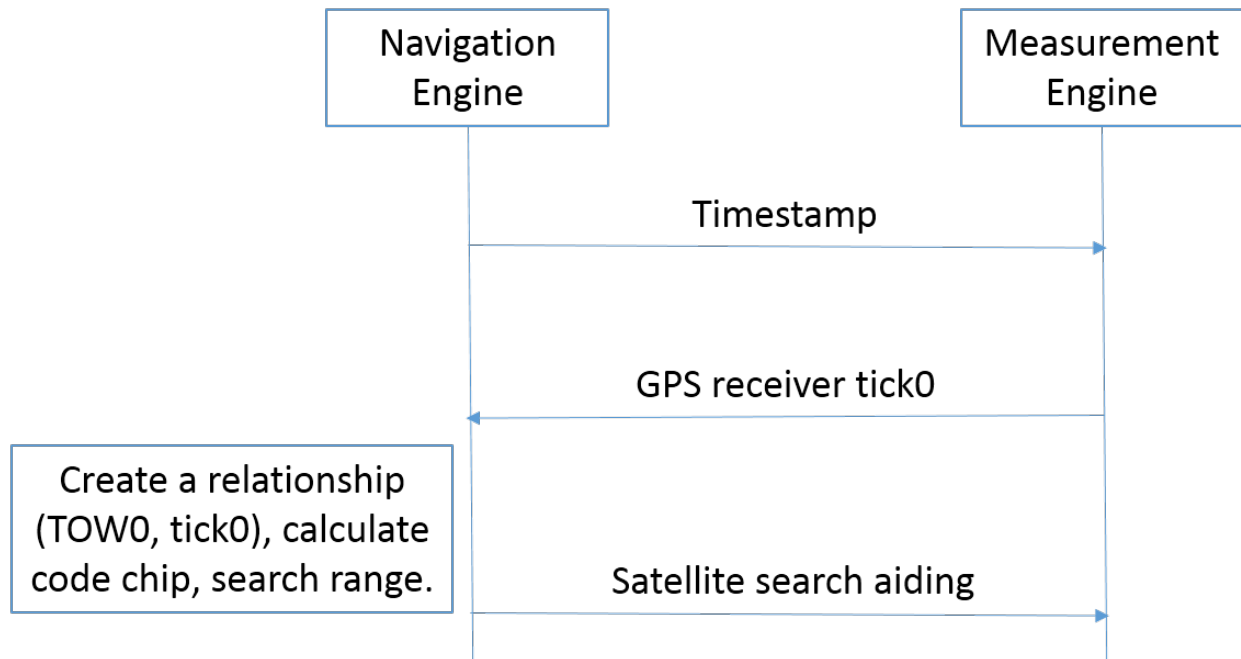 Navigation
Engine
Measurement
Engine
Timestamp
GPS receiver tick0
Create a relationship
(TOW0, tick0), calculate
code chip, search range.
Satellite search aiding